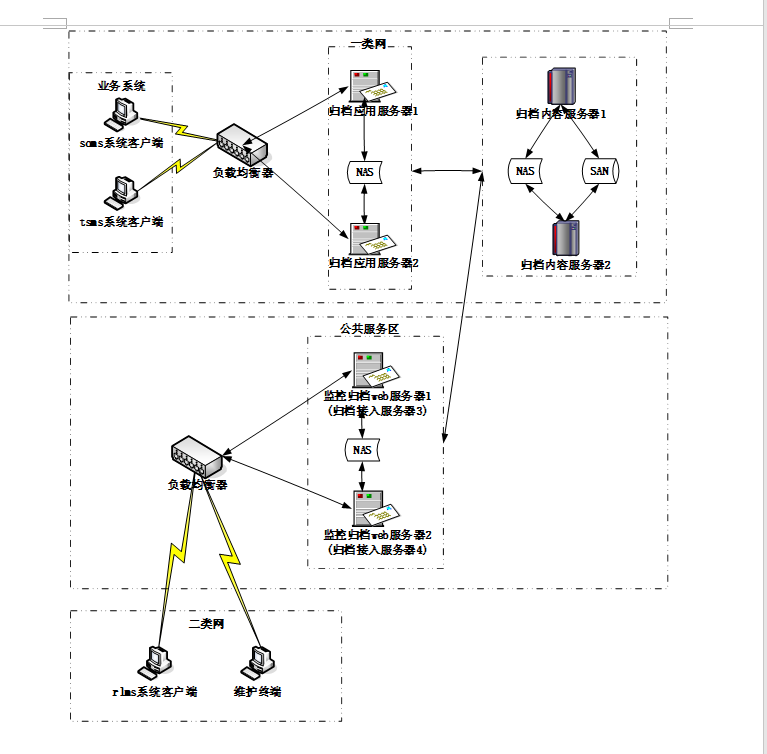 一类网
业务系统
soms系统客户端
tsms系统客户端
负载均衡器
归档应用服务器1
NAS
归档应用服务器2
归档内容服务器1
NAS
SAN
归档内容服务器2
公共服务区
监控归档web服务器1
(归档接入服务器3)
NAS
监控归档web服务器2
(归档接入服务器4)
负载均衡器
二类网
rlms系统客户端
维护终端